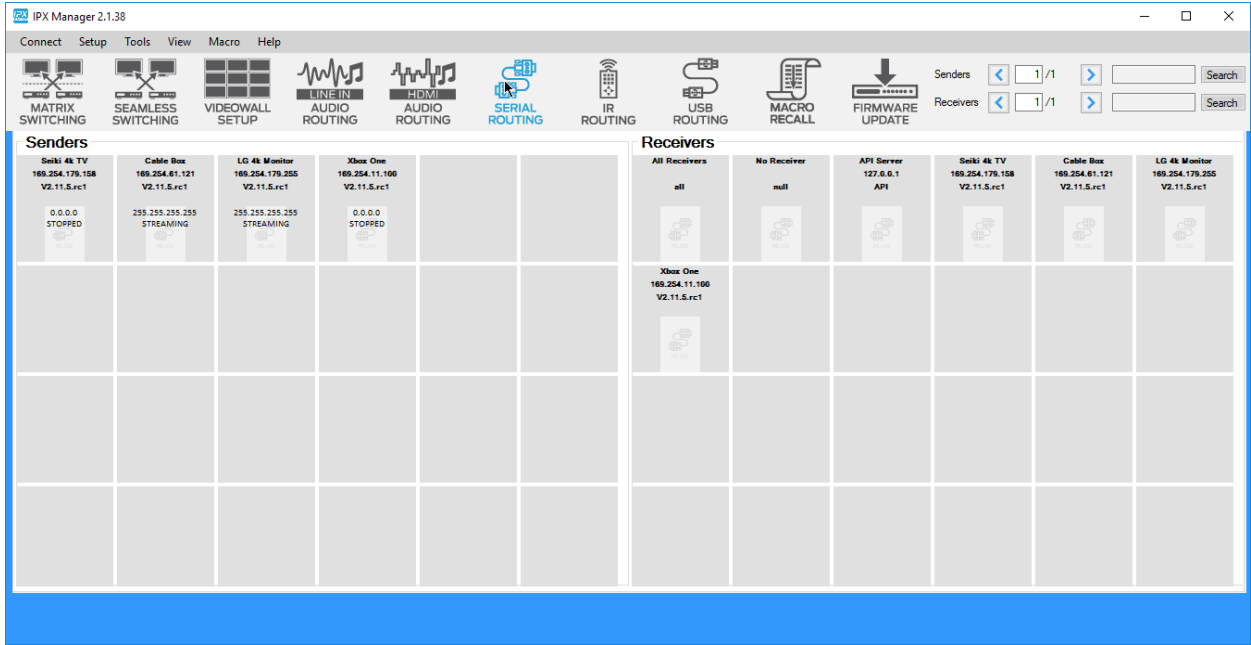 IPX Manager 2.1.38
Connect Setup Tools View Macro Help
MATRIX SWITCHING
SEAMLESS SWITCHING
VIDEOWALL SETUP
LINE IN
AUDIO ROUTING
HDMI
AUDIO ROUTING
SERIAL ROUTING
IR ROUTING
USB ROUTING
MACRO RECALL
FIRMWARE UPDATE
Senders 1 /1 Search
Receivers 1 /1 Search
Senders
Seiki 4k TV
169.254.179.158
V2.11.5.rc1
0.0.0.0
STOPPED
Cable Box
169.254.61.121
V2.11.5.rc1
255.255.255.255
STREAMING
LG 4k Monitor
169.254.179.255
V2.11.5.rc1
255.255.255.255
STREAMING
Xbox One
169.254.11.100
V2.11.5.rc1
0.0.0.0
STOPPED
Receivers
All Receivers
all
No Receiver
null
API Server
127.0.0.1
API
Seiki 4k TV
169.254.179.158
V2.11.5.rc1
Cable Box
169.254.61.121
V2.11.5.rc1
LG 4k Monitor
169.254.179.255
V2.11.5.rc1
Xbox One
169.254.11.100
V2.11.5.rc1